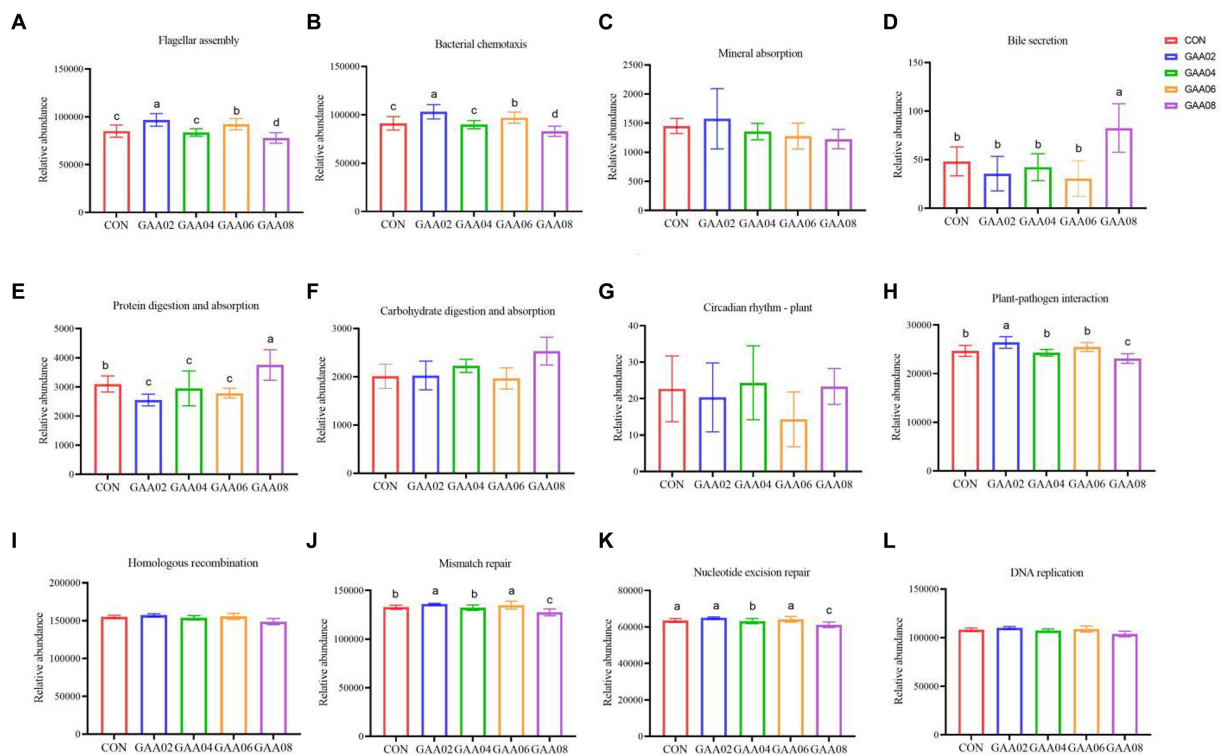 A
Flagellar assembly
Relative abundance
150000
100000
50000
0
c a c b d
CON GAA02 GAA04 GAA06 GAA08
B
Bacterial chemotaxis
Relative abundance
150000
100000
50000
0
c a c b d
CON GAA02 GAA04 GAA06 GAA08
C
Mineral absorption
Relative abundance
2500
2000
1500
1000
500
0
CON GAA02 GAA04 GAA06 GAA08
D
Bile secretion
Relative abundance
150
100
50
0
b b b b a
CON GAA02 GAA04 GAA06 GAA08
CON
GAA02
GAA04
GAA06
GAA08
E
Protein digestion and absorption
Relative abundance
5000
4000
3000
2000
1000
0
b c c c a
CON GAA02 GAA04 GAA06 GAA08
F
Carbohydrate digestion and absorption
Relative abundance
3000
2000
1000
0
CON GAA02 GAA04 GAA06 GAA08
G
Circadian rhythm - plant
Relative abundance
40
30
20
10
0
CON GAA02 GAA04 GAA06 GAA08
H
Plant-pathogen interaction
Relative abundance
30000
20000
10000
0
b a b b c
CON GAA02 GAA04 GAA06 GAA08
I
Homologous recombination
Relative abundance
200000
150000
100000
50000
0
CON GAA02 GAA04 GAA06 GAA08
J
Mismatch repair
Relative abundance
150000
100000
50000
0
b a b a c
CON GAA02 GAA04 GAA06 GAA08
K
Nucleotide excision repair
Relative abundance
80000
60000
40000
20000
0
a a b a c
CON GAA02 GAA04 GAA06 GAA08
L
DNA replication
Relative abundance
150000
100000
50000
0
CON GAA02 GAA04 GAA06 GAA08